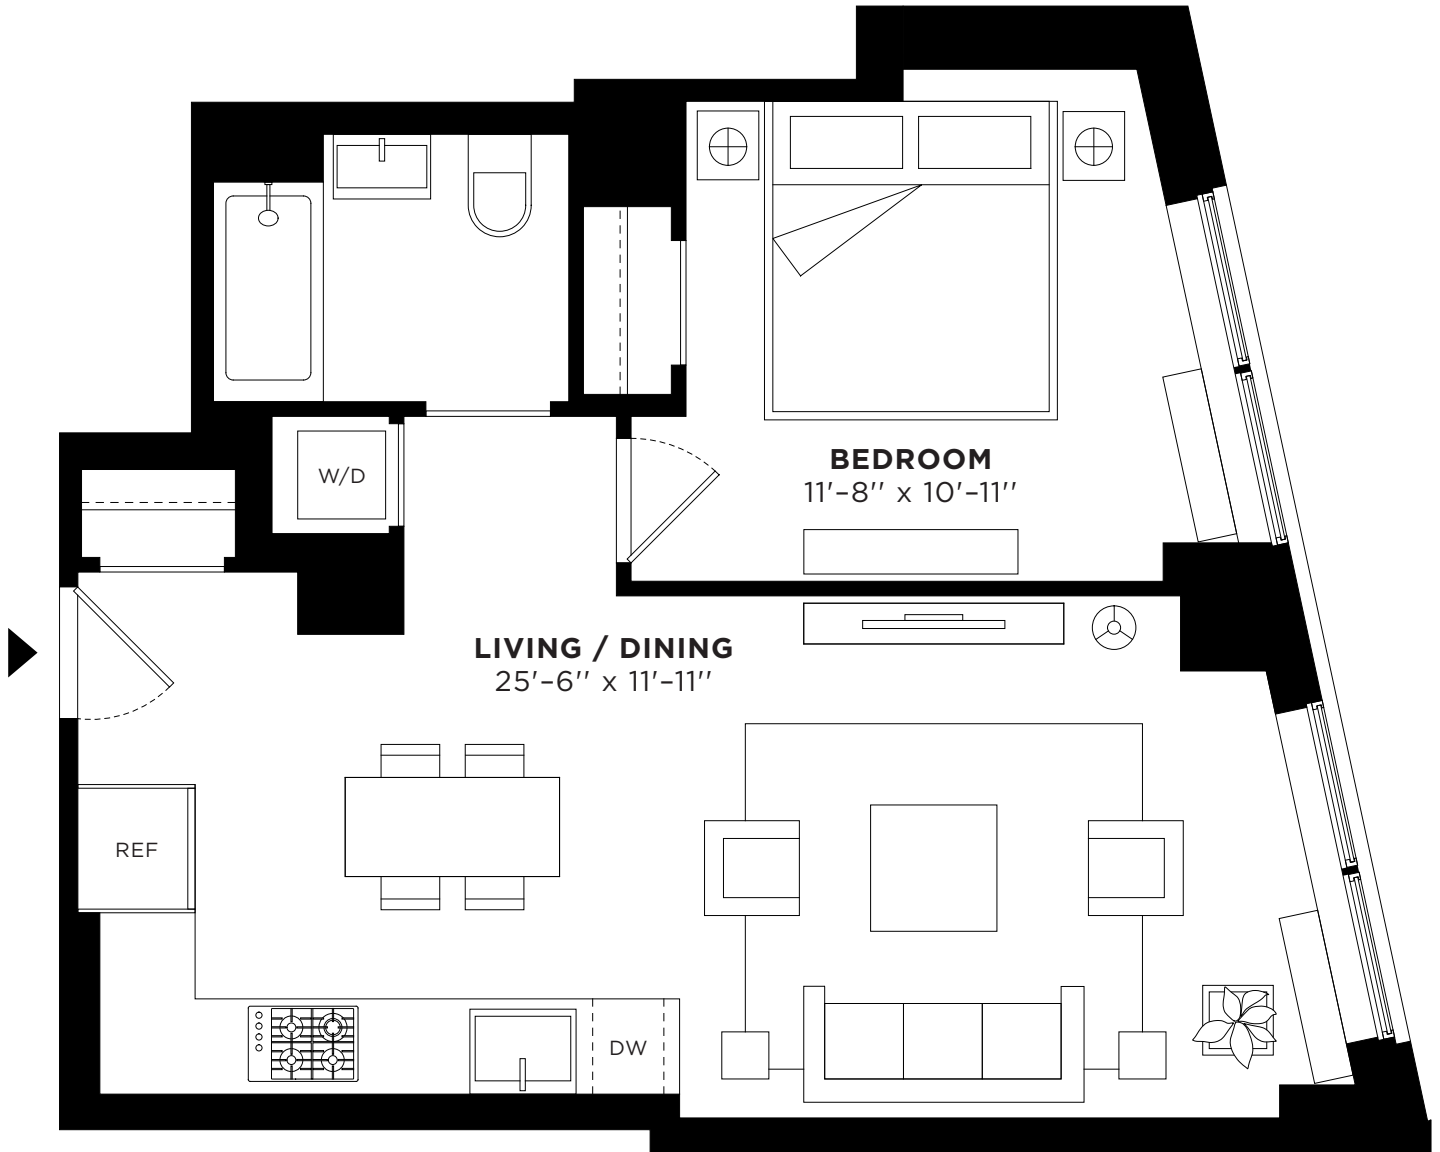 W/D
BEDROOM
11'-8'' x 10'-11''
LIVING / DINING
25'-6'' x 11'-11''
REF
DW